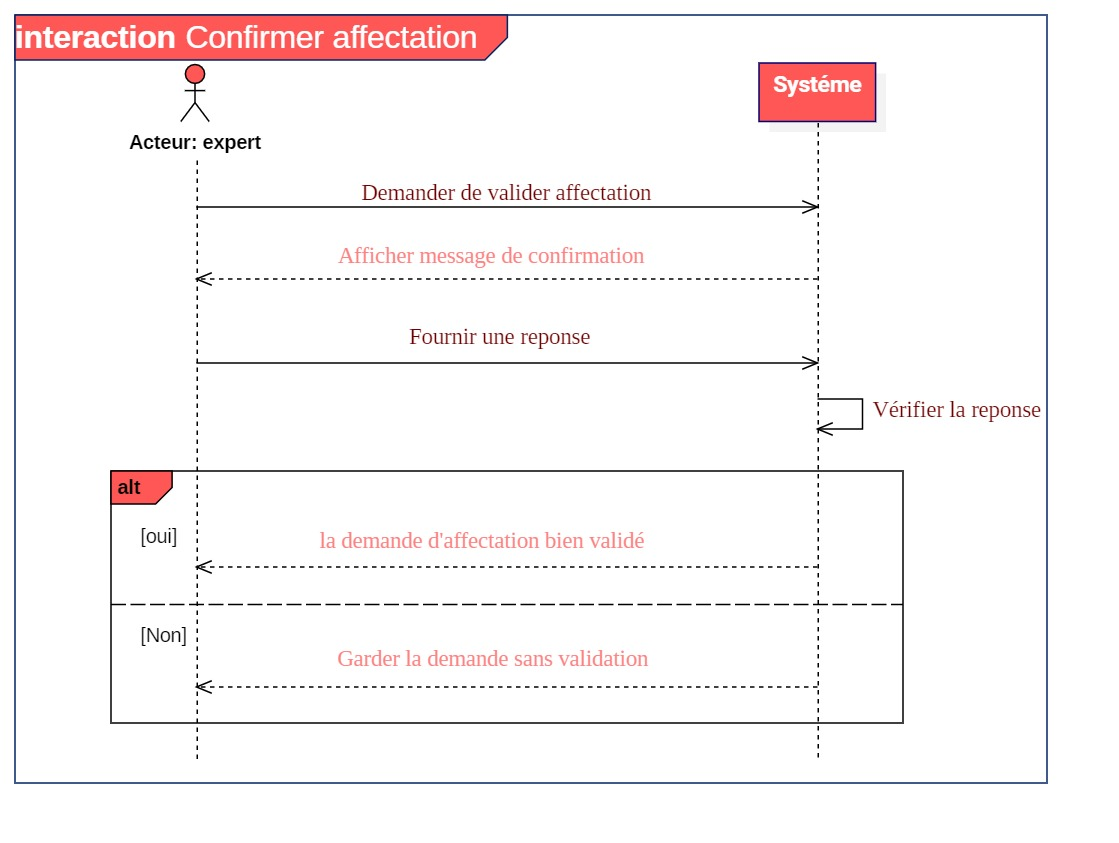 interaction Confirmer affectation
Systéme
Acteur: expert
Demander de valider affectation
Afficher message de confirmation
Fournir une reponse
Vérifier la reponse
alt
[oui]
la demande d'affectation bien validé
[Non]
Garder la demande sans validation